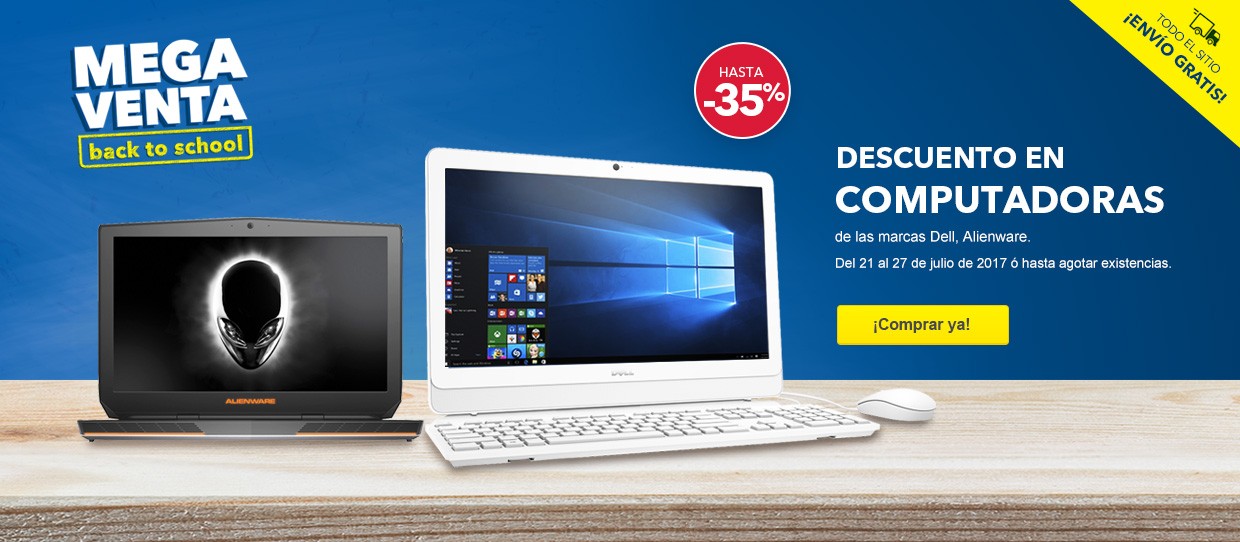 MEGA
VENTA
back to school
HASTA
-35%
TODO EL SITIO
¡ENVÍO GRATIS!
DESCUENTO EN
COMPUTADORAS
de las marcas Dell, Alienware.
Del 21 al 27 de julio de 2017 ó hasta agotar existencias.
¡Comprar ya!
ALIENWARE
DELL